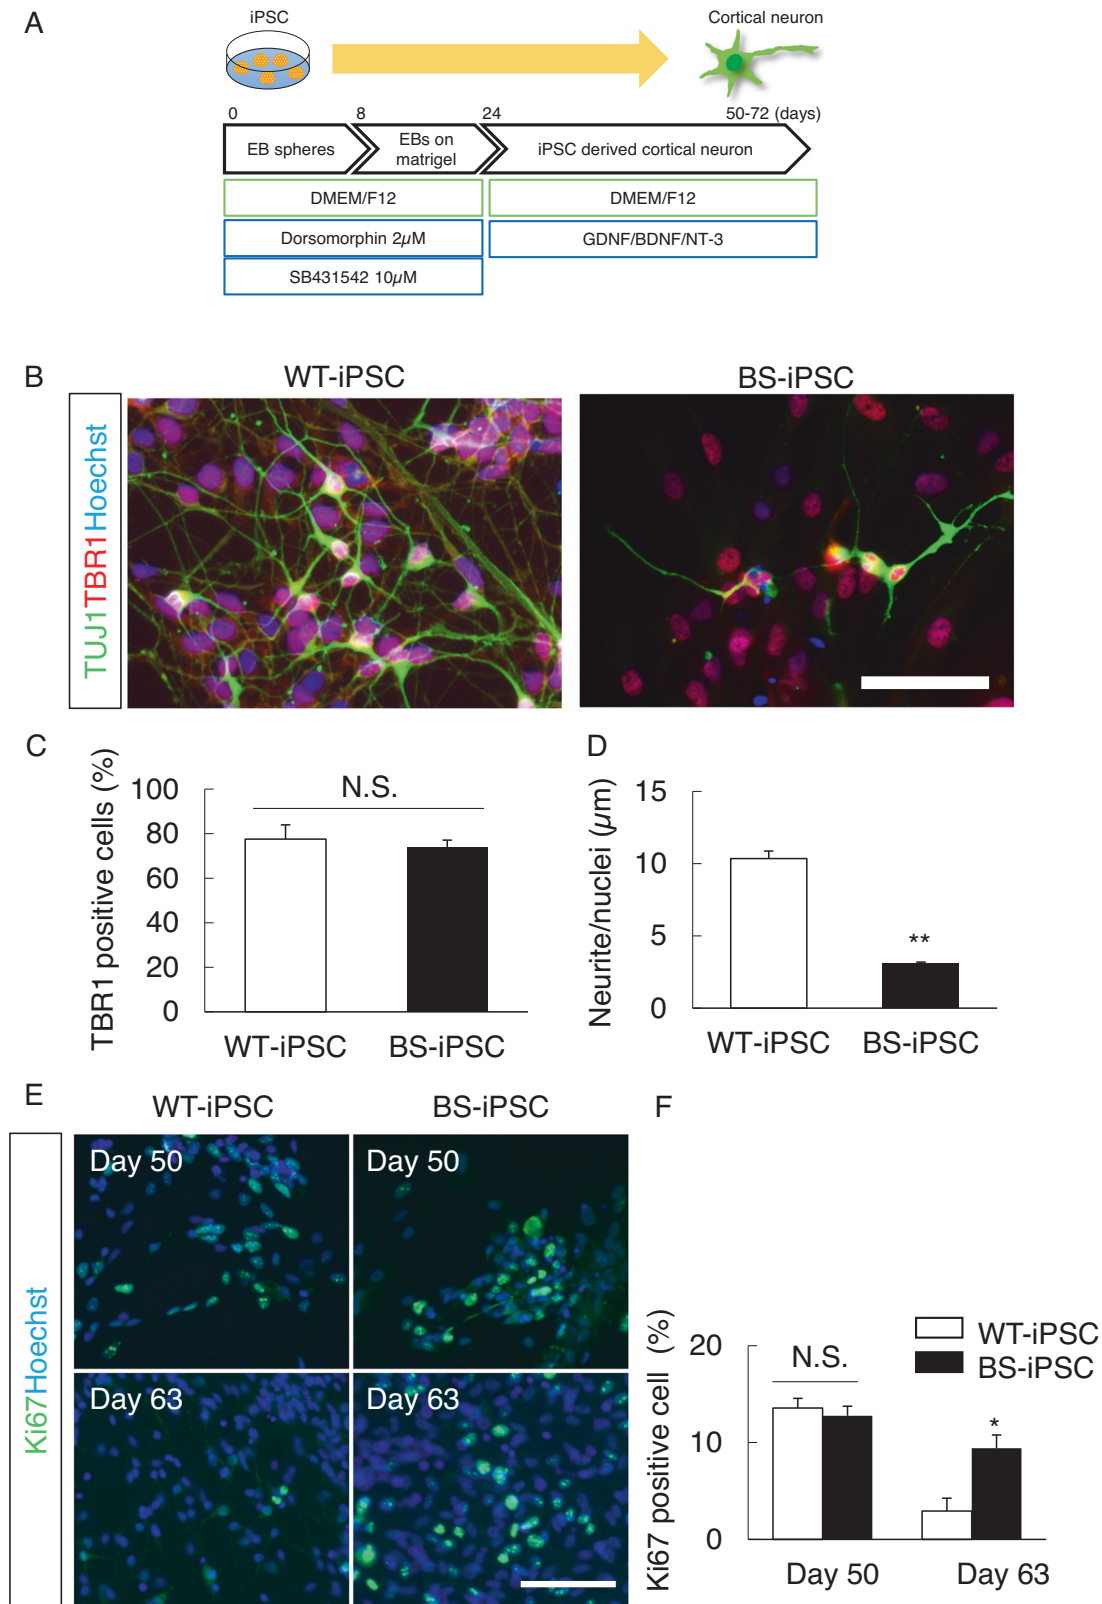 A
iPSC
Cortical neuron
0
8
24
50-72 (days)
EB spheres
EBs on
matrigel
iPSC derived cortical neuron
DMEM/F12
DMEM/F12
Dorsomorphin 2µM
GDNF/BDNF/NT-3
SB431542 10µM
B
WT-iPSC
BS-iPSC
TUJ1TBR1Hoechst
C
TBR1 positive cells (%)
100
80
60
40
20
0
N.S.
WT-iPSC
BS-iPSC
D
Neurite/nuclei (µm)
15
10
5
0
**
WT-iPSC
BS-iPSC
E
WT-iPSC
BS-iPSC
Ki67Hoechst
Day 50
Day 50
Day 63
Day 63
F
Ki67 positive cell (%)
20
10
0
N.S.
*
WT-iPSC
BS-iPSC
Day 50
Day 63